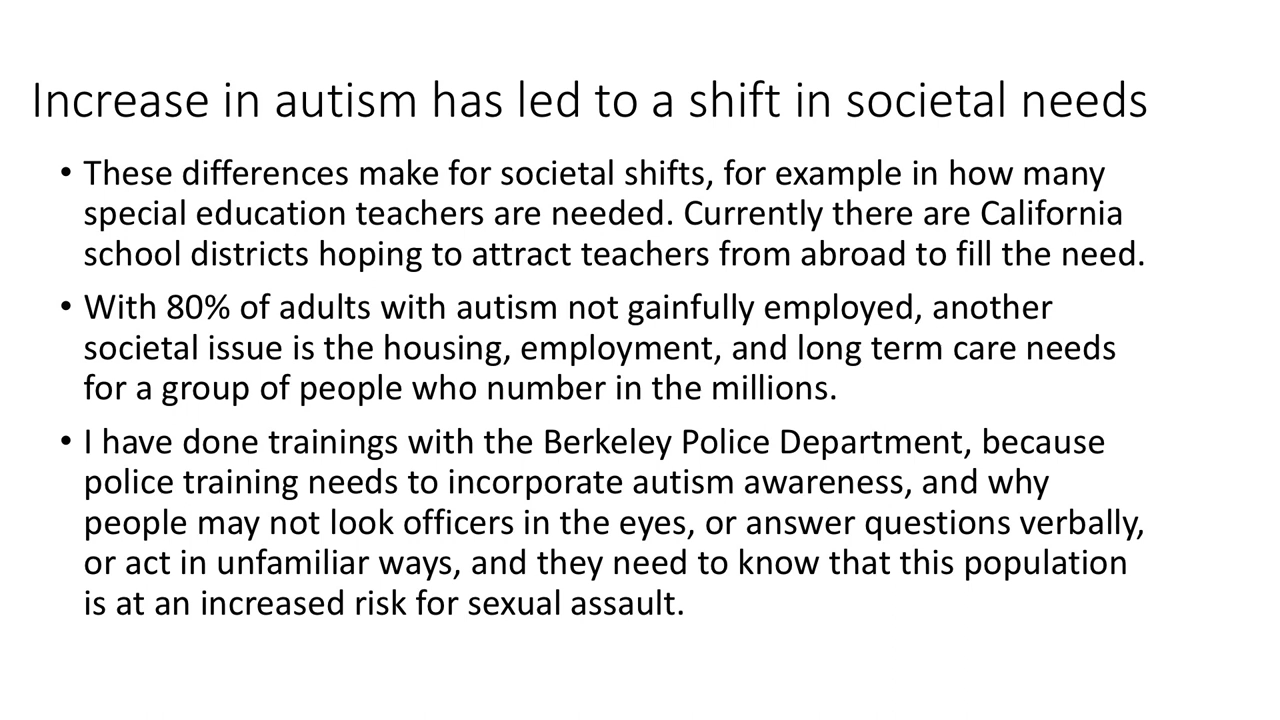 Increase in autism has led to a shift in societal needs
• These differences make for societal shifts, for example in how many
special education teachers are needed. Currently there are California
school districts hoping to attract teachers from abroad to fill the need.
• With 80% of adults with autism not gainfully employed, another
societal issue is the housing, employment, and long term care needs
for a group of people who number in the millions.
• I have done trainings with the Berkeley Police Department, because
police training needs to incorporate autism awareness, and why
people may not look officers in the eyes, or answer questions verbally,
or act in unfamiliar ways, and they need to know that this population
is at an increased risk for sexual assault.